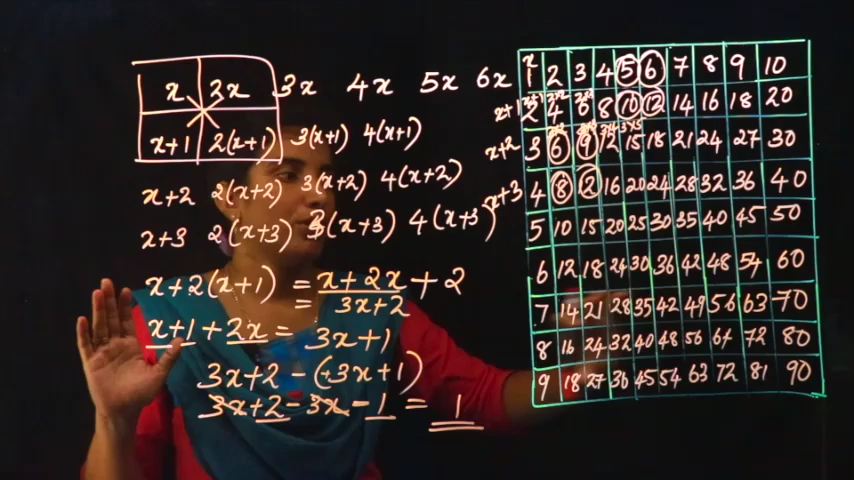 x 2x 3x 4x 5x 6x
x+1 2(x+1) 3(x+1) 4(x+1)
x+2 2(x+2) 3(x+2) 4(x+2)
x+3 2(x+3) 3(x+3) 4(x+3)
x+2(x+1) = x+2x+2
= 3x+2
x+1+2x = 3x+1
3x+2-(+3x+1)
3x+2-3x-1 = 1
x
1 2 3 4 5 6 7 8 9 10
x+1 2 4 6 8 10 12 14 16 18 20
x+2 3 6 9 12 15 18 21 24 27 30
x+3 4 8 12 16 20 24 28 32 36 40
5 10 15 20 25 30 35 40 45 50
6 12 18 24 30 36 42 48 54 60
7 14 21 28 35 42 49 56 63 70
8 16 24 32 40 48 56 64 72 80
9 18 27 36 45 54 63 72 81 90